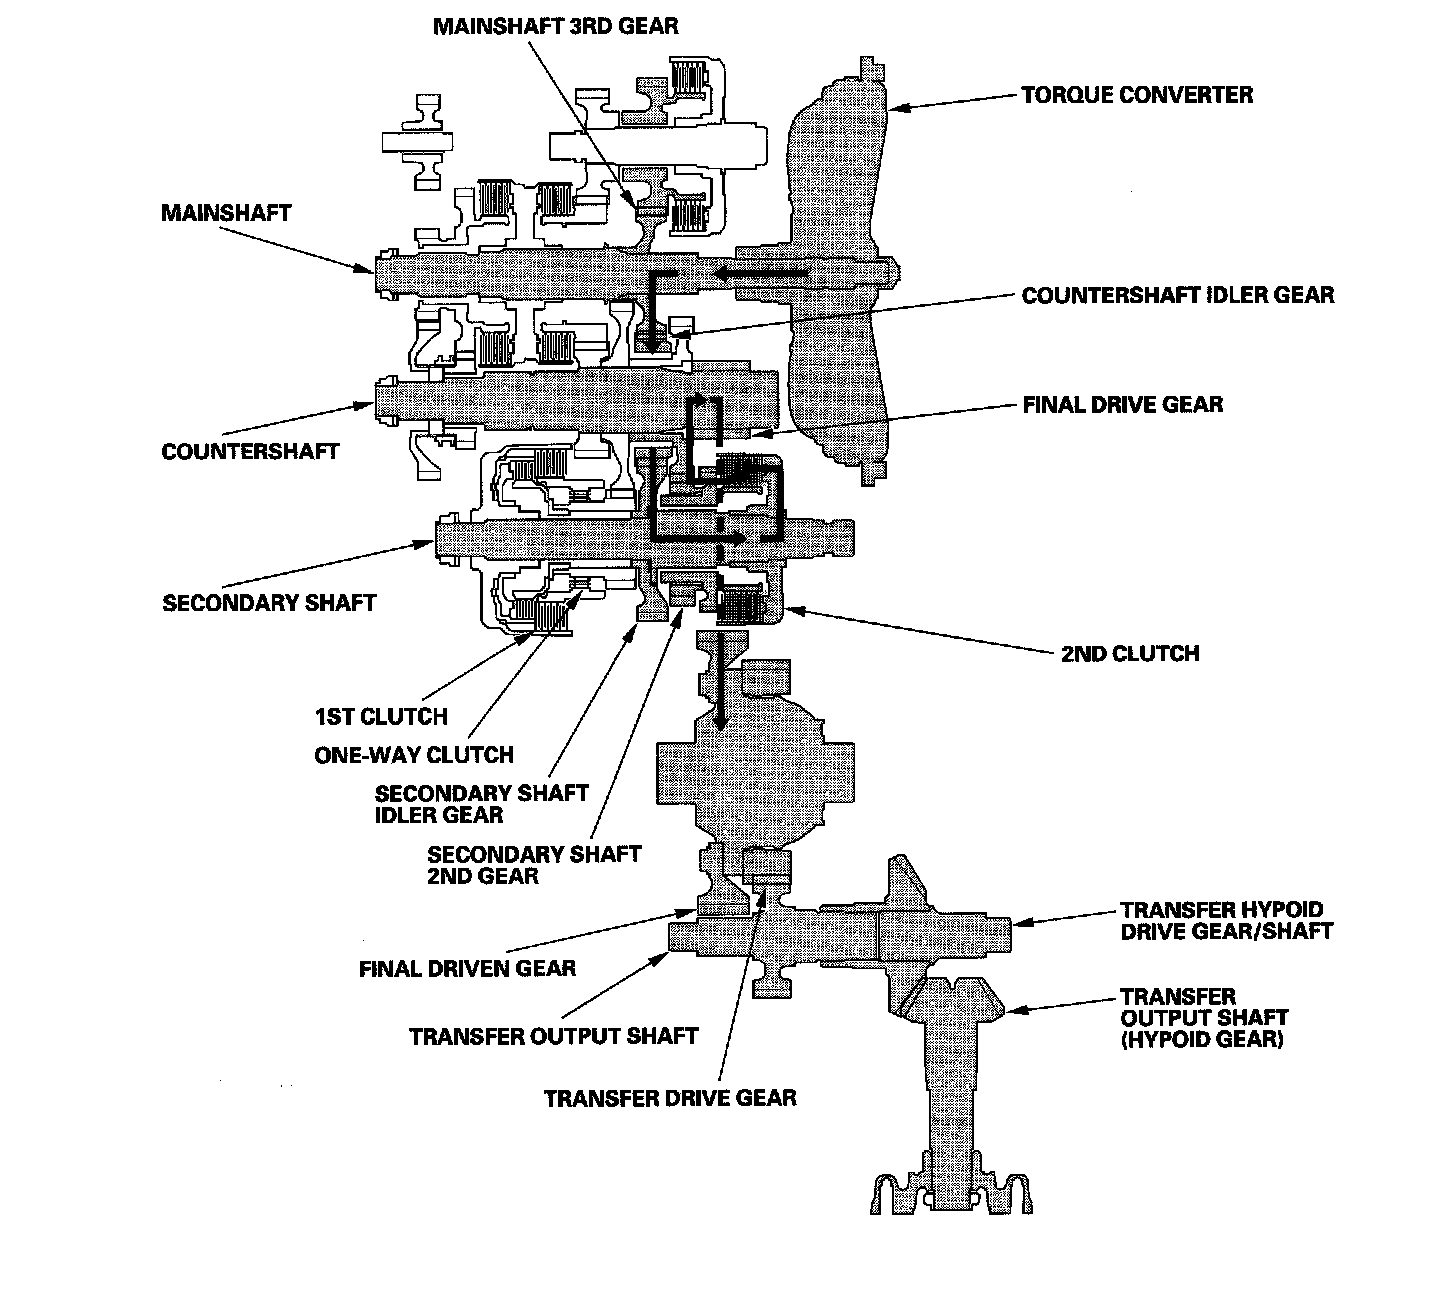 MAINSHAFT 3RD GEAR
TORQUE CONVERTER
MAINSHAFT
COUNTERSHAFT IDLER GEAR
FINAL DRIVE GEAR
COUNTERSHAFT
SECONDARY SHAFT
2ND CLUTCH
1ST CLUTCH
ONE-WAY CLUTCH
SECONDARY SHAFT
IDLER GEAR
SECONDARY SHAFT
2ND GEAR
TRANSFER HYPOID
DRIVE GEAR/SHAFT
FINAL DRIVEN GEAR
TRANSFER
OUTPUT SHAFT
(HYPOID GEAR)
TRANSFER OUTPUT SHAFT
TRANSFER DRIVE GEAR